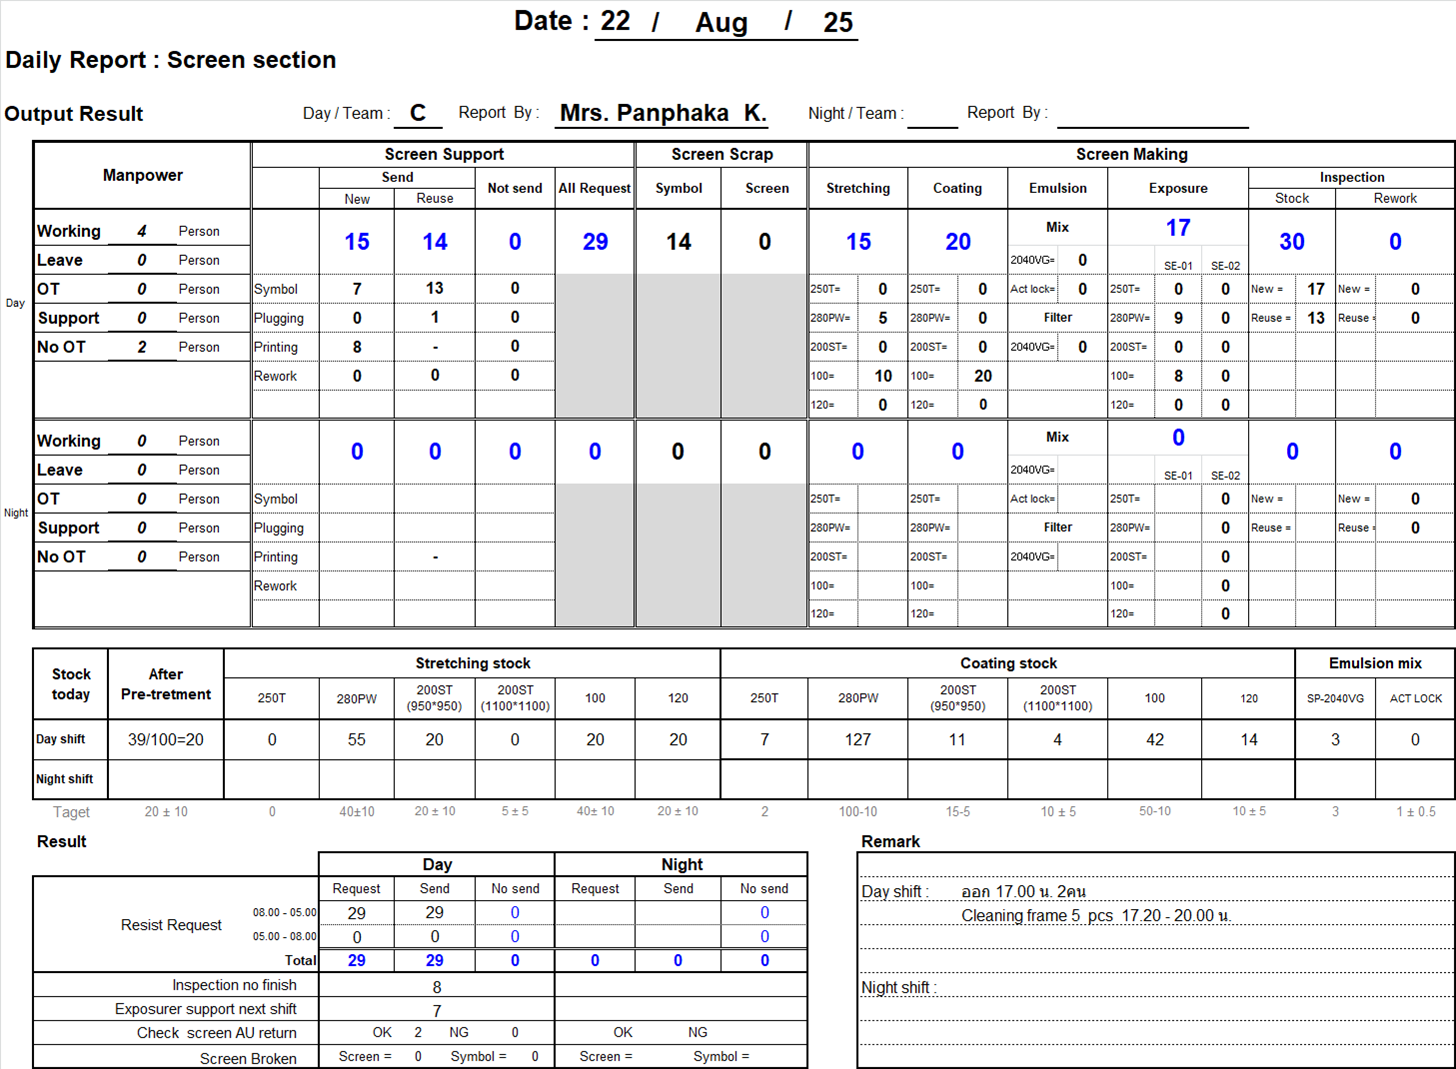 Date : 22 / Aug / 25
Daily Report : Screen section
Output Result Day / Team : C Report By : Mrs. Panphaka K. Night / Team : Report By :
Manpower Screen Support Screen Scrap Screen Making
Send Not send All Request Symbol Screen Stretching Coating Emulsion Exposure Inspection
New Reuse Stock Rework
Day
Working 4 Person 15 14 0 29 14 0 15 20 Mix 17 30 0
Leave 0 Person 2040VG= 0 SE-01 SE-02
OT 0 Person Symbol 7 13 0 250T= 0 250T= 0 Act lock= 0 250T= 0 0 New = 17 New = 0
Support 0 Person Plugging 0 1 0 280PW= 5 280PW= 0 Filter 280PW= 9 0 Reuse = 13 Reuse = 0
No OT 2 Person Printing 8 - 0 200ST= 0 200ST= 0 2040VG= 0 200ST= 0 0
Rework 0 0 0 100= 10 100= 20 100= 8 0
120= 0 120= 0 120= 0 0
Night
Working 0 Person 0 0 0 0 0 0 0 0 Mix 0 0 0
Leave 0 Person 2040VG= SE-01 SE-02
OT 0 Person Symbol 250T= 250T= Act lock= 250T= 0 New = New = 0
Support 0 Person Plugging 280PW= 280PW= Filter 280PW= 0 Reuse = Reuse = 0
No OT 0 Person Printing - 200ST= 200ST= 2040VG= 200ST= 0
Rework 100= 100= 100= 0
120= 120= 120= 0
Stock today After Pre-tretment Stretching stock Coating stock Emulsion mix
250T 280PW 200ST (950*950) 200ST (1100*1100) 100 120 250T 280PW 200ST (950*950) 200ST (1100*1100) 100 120 SP-2040VG ACT LOCK
Day shift 39/100=20 0 55 20 0 20 20 7 127 11 4 42 14 3 0
Night shift
Taget 20 ± 10 0 40±10 20 ± 10 5 ± 5 40± 10 20 ± 10 2 100-10 15-5 10 ± 5 50-10 10 ± 5 3 1 ± 0.5
Result
Day Night
Request Send No send Request Send No send
Resist Request
08.00 - 05.00 29 29 0 0
05.00 - 08.00 0 0 0 0
Total 29 29 0 0 0 0
Inspection no finish 8
Exposurer support next shift 7
Check screen AU return OK 2 NG 0 OK NG
Screen Broken Screen = 0 Symbol = 0 Screen = Symbol =
Remark
Day shift : ออก 17.00 น. 2คน
Cleaning frame 5 pcs 17.20 - 20.00 น.
Night shift :